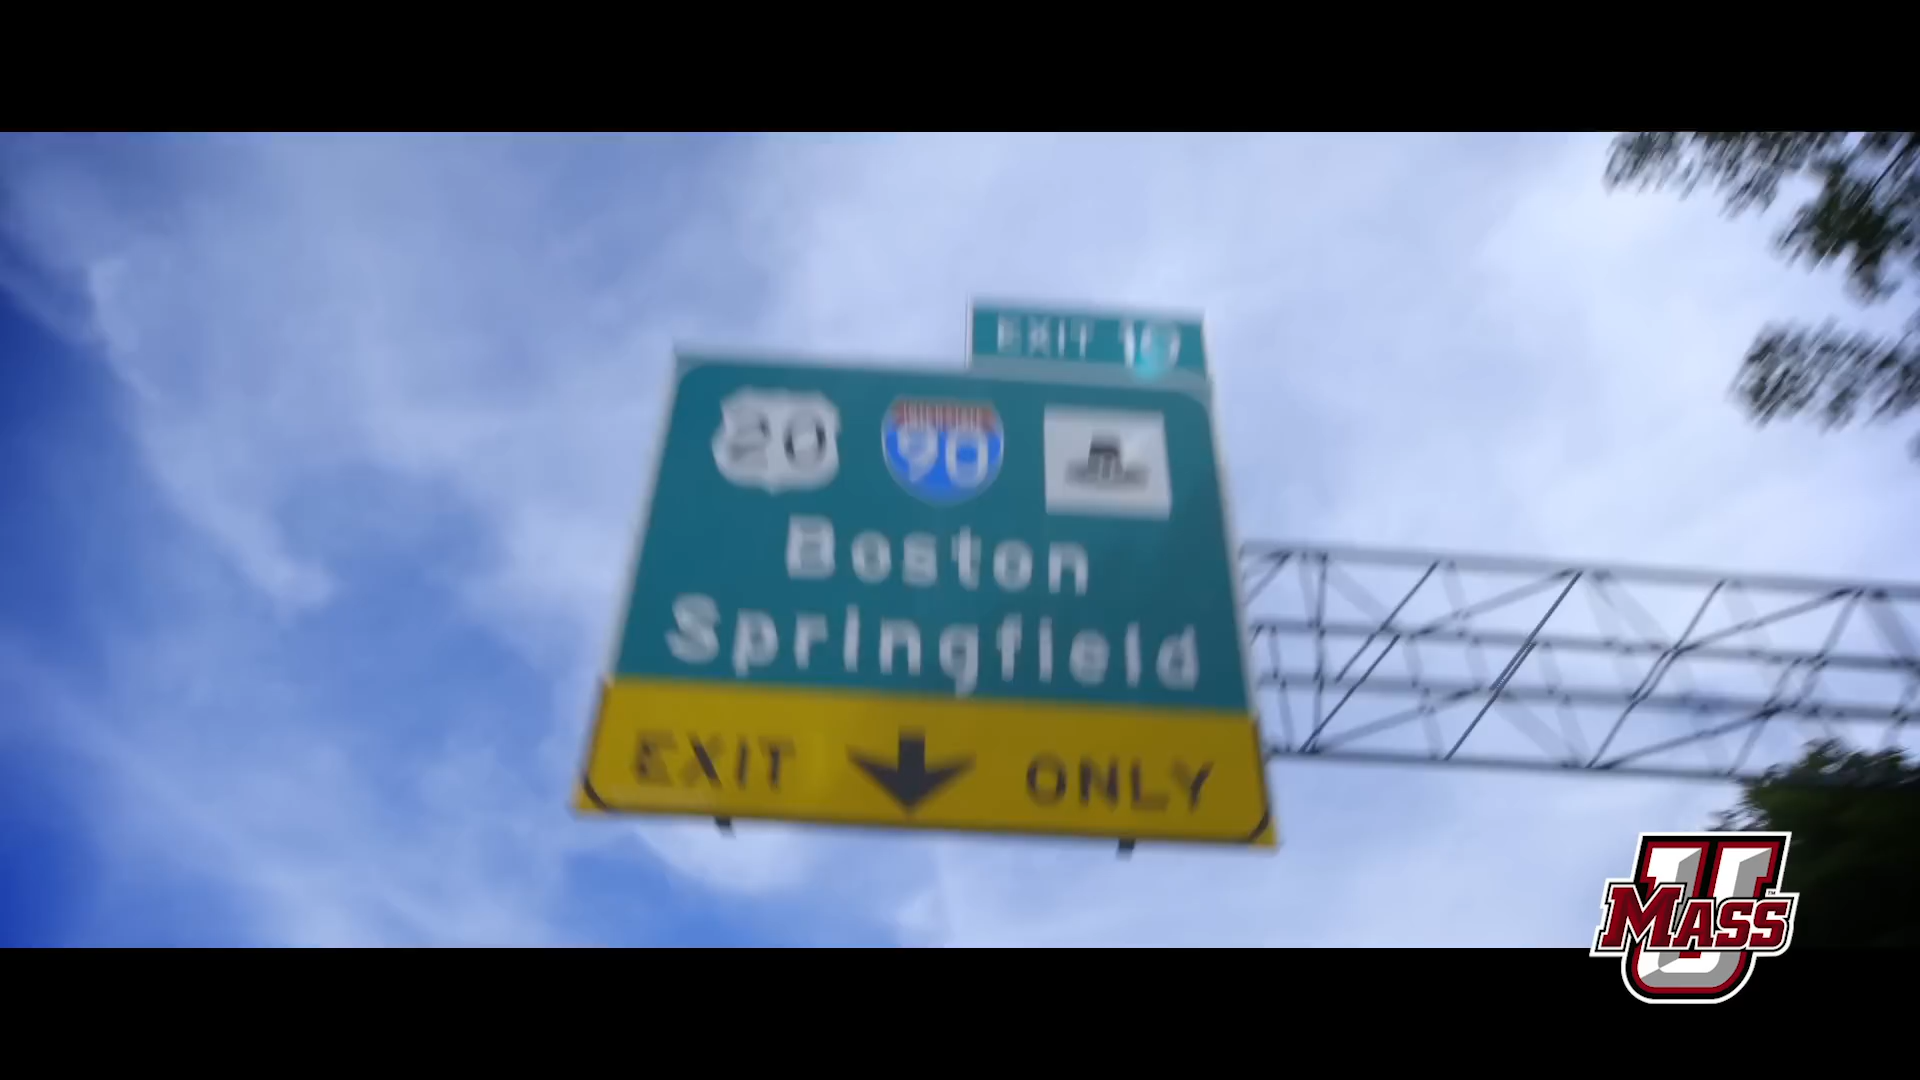 EXIT
20 90
Boston
Springfield
EXIT ONLY
U
MASS